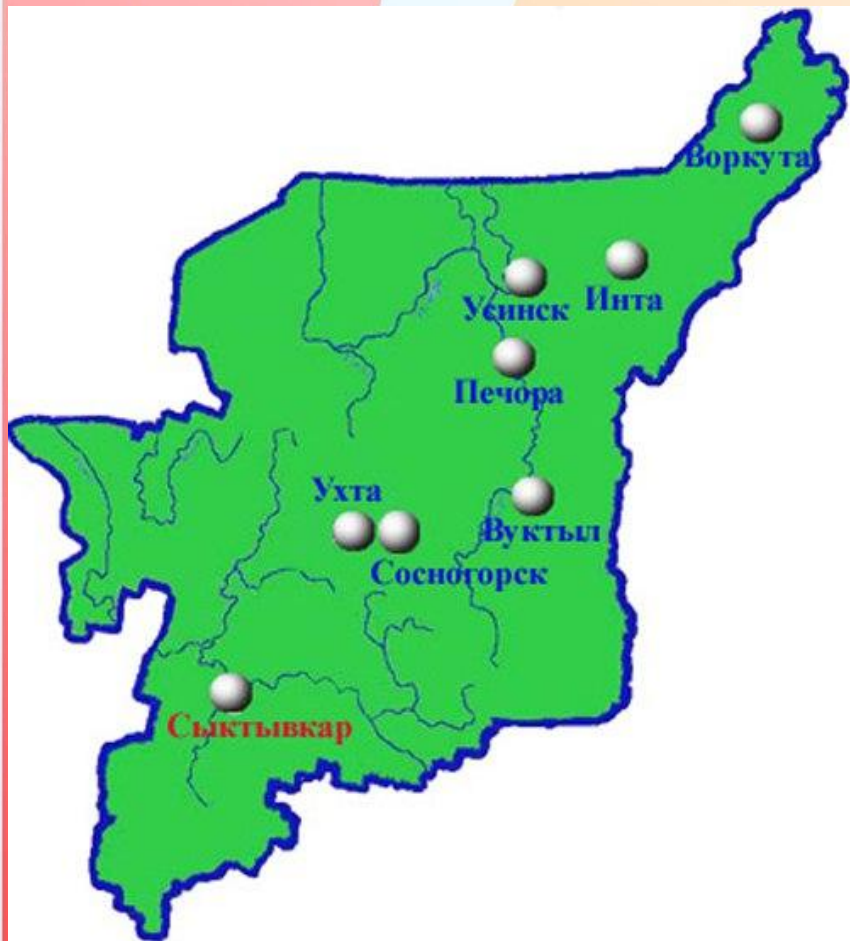 Воркута
Усинск
Инта
Печора
Ухта
Вуктыл
Сосногорск
Сыктывкар